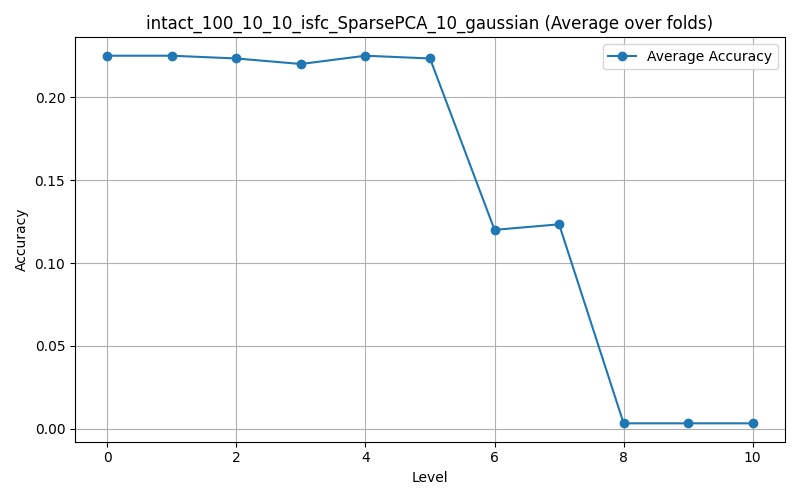 intact_100_10_10_isfc_SparsePCA_10_gaussian (Average over folds)
Average Accuracy
Accuracy
0.20
0.15
0.10
0.05
0.00
0 2 4 6 8 10
Level